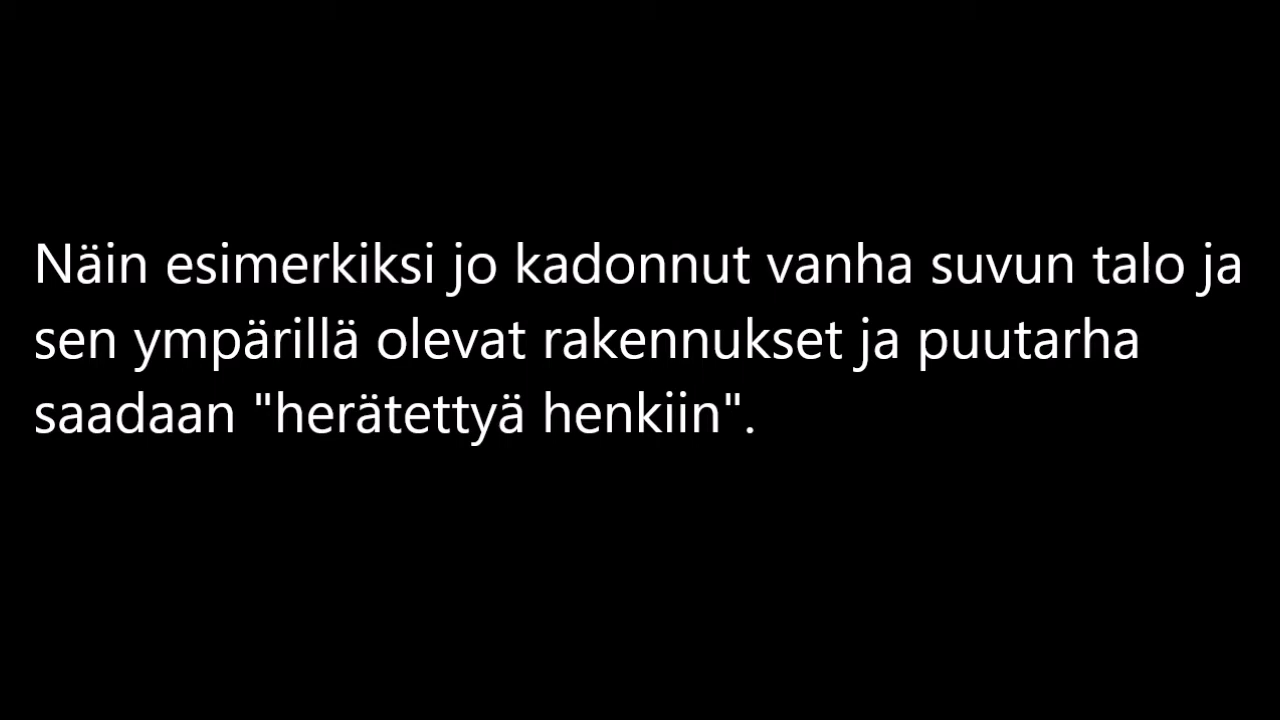 Näin esimerkiksi jo kadonnut vanha suvun talo ja
sen ympärillä olevat rakennukset ja puutarha
saadaan "herätettyä henkiin".